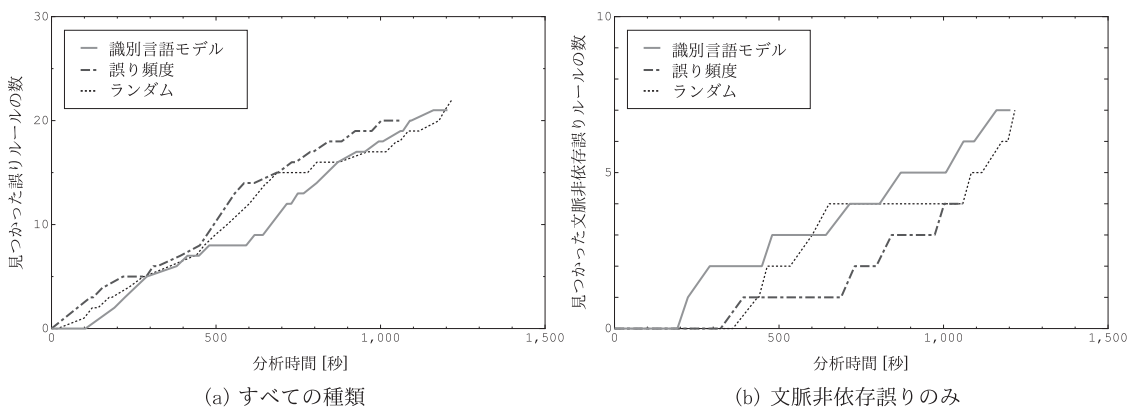 30
20
10
0
0
500
1,000
1,500
見つかった誤りルールの数
識別言語モデル
誤り頻度
ランダム
分析時間 [秒]
(a) すべての種類
10
5
0
0
500
1,000
1,500
見つかった文脈非依存誤りルールの数
識別言語モデル
誤り頻度
ランダム
分析時間 [秒]
(b) 文脈非依存誤りのみ